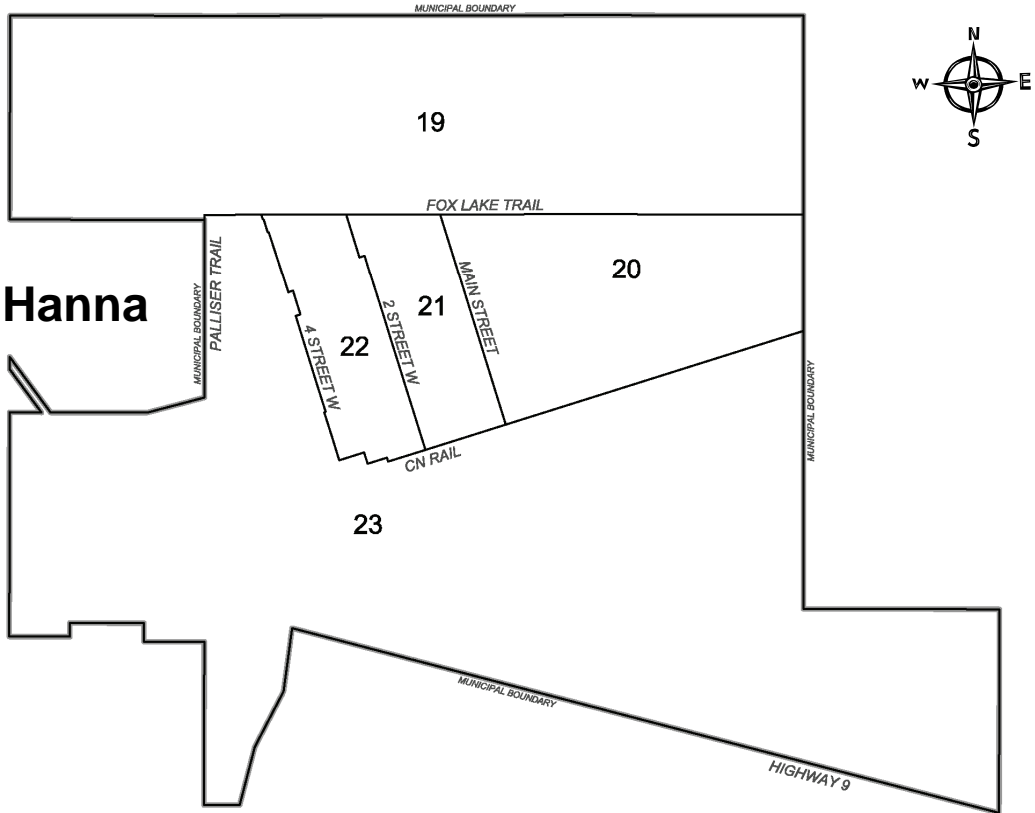 MUNICIPAL BOUNDARY
N
W
E
S
19
FOX LAKE TRAIL
PALLISER TRAIL
MUNICIPAL BOUNDARY
Hanna
MAIN STREET
20
2 STREET W
21
4 STREET W
22
MUNICIPAL BOUNDARY
CN RAIL
23
MUNICIPAL BOUNDARY
HIGHWAY 9